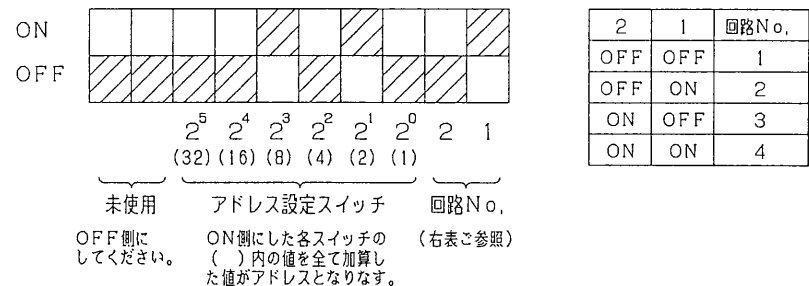 ON
OFF
2⁵ 2⁴ 2³ 2² 2¹ 2⁰ 2 1
(32) (16) (8) (4) (2) (1)
未使用 アドレス設定スイッチ 回路No.
OFF側に
してください。
ON側にした各スイッチの
( )内の値を全て加算し
た値がアドレスとなりなす。
(右表ご参照)
2 1 回路No.
OFF OFF 1
OFF ON 2
ON OFF 3
ON ON 4